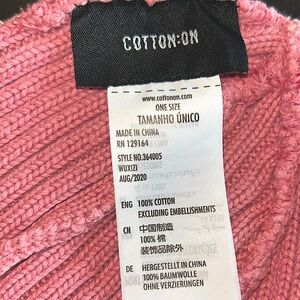 COTTON:ON
www.cottonon.com
ONE SIZE
TAMANHO ÚNICO
MADE IN CHINA
RN 129164
STYLE NO.364005
WUXIZI
AUG/2020
ENG 100% COTTON
EXCLUDING EMBELLISHMENTS
CN 中国制造
100% 棉
装饰品除外
DE HERGESTELLT IN CHINA
100% BAUMWOLLE
OHNE VERZIERUNGEN